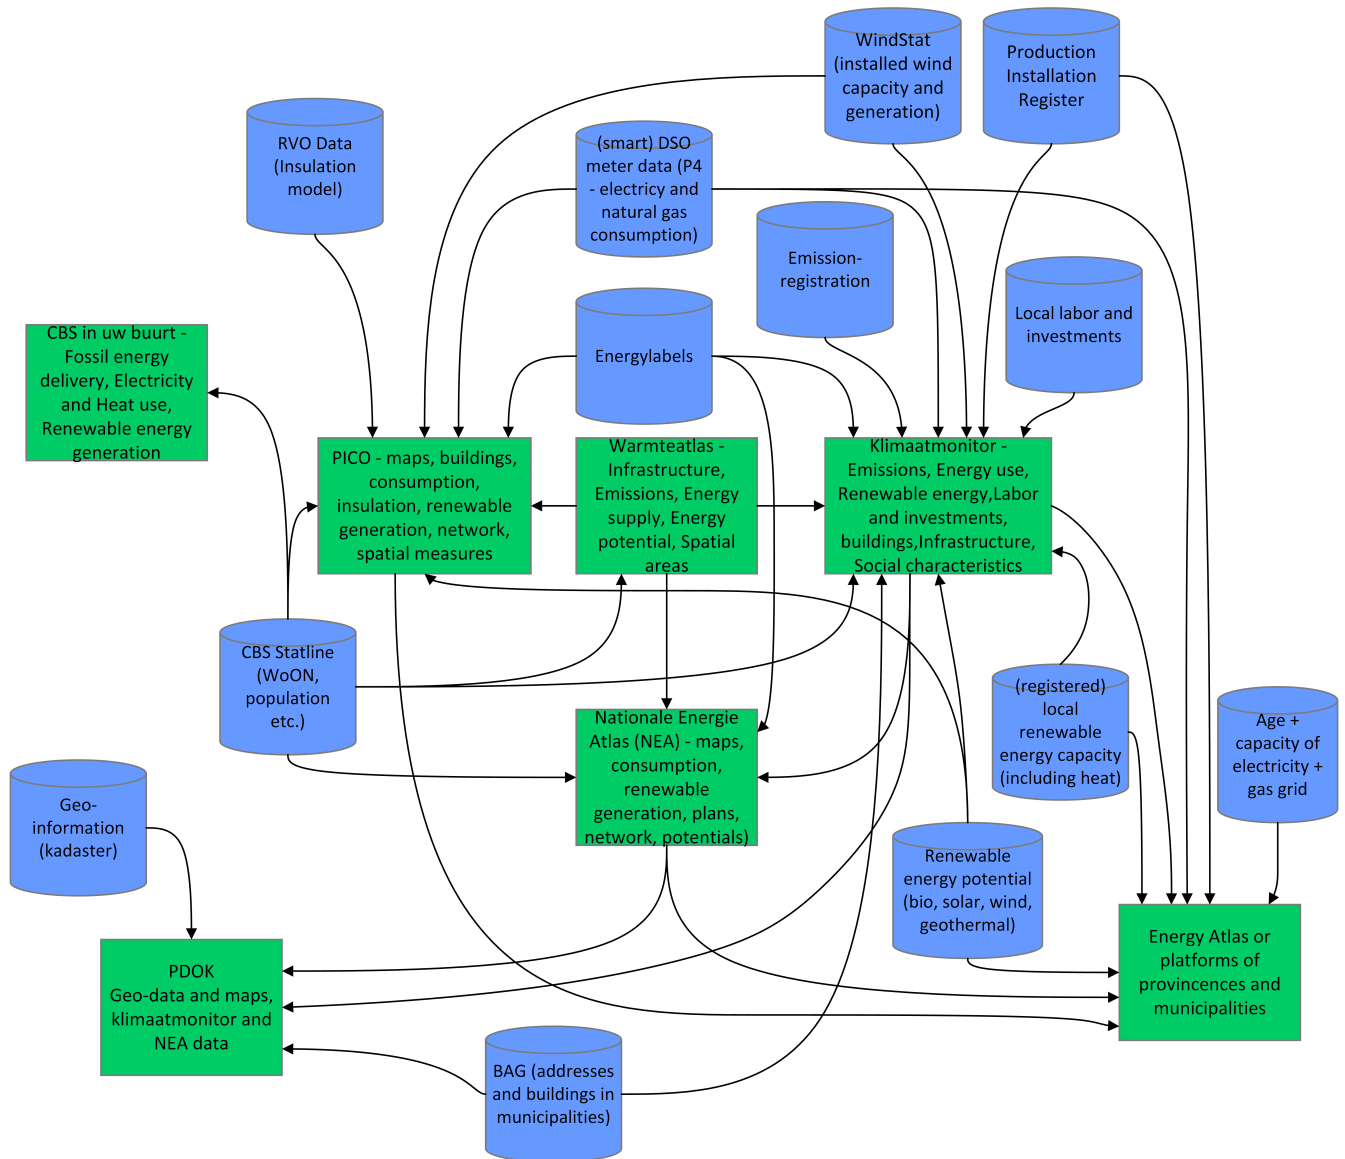 WindStat
(installed wind
capacity and
generation)
Production
Installation
Register
RVO Data
(Insulation
model)
(smart) DSO
meter data (P4
- electricy and
natural gas
consumption)
Emission-
registration
Local labor and
investments
Energylabels
CBS in uw buurt -
Fossil energy
delivery, Electricity
and Heat use,
Renewable energy
generation
PICO - maps, buildings,
consumption,
insulation, renewable
generation, network,
spatial measures
Warmteatlas -
Infrastructure,
Emissions, Energy
supply, Energy
potential, Spatial
areas
Klimaatmonitor -
Emissions, Energy use,
Renewable energy,Labor
and investments,
buildings,Infrastructure,
Social characteristics
CBS Statline
(WoON,
population
etc.)
Nationale Energie
Atlas (NEA) - maps,
consumption,
renewable
generation, plans,
network, potentials)
(registered)
local
renewable
energy capacity
(including heat)
Age +
capacity of
electricity +
gas grid
Geo-
information
(kadaster)
Renewable
energy potential
(bio, solar, wind,
geothermal)
PDOK
Geo-data and maps,
klimaatmonitor and
NEA data
Energy Atlas or
platforms of
provincences and
municipalities
BAG (addresses
and buildings in
municipalities)